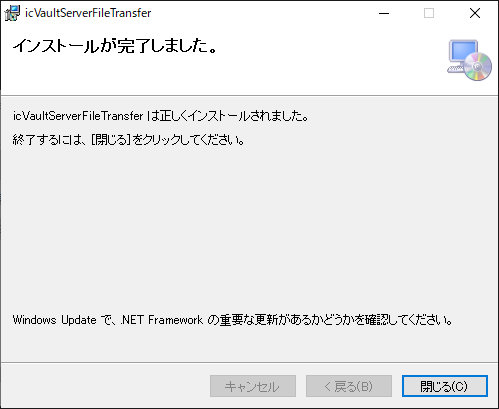 icVaultServerFileTransfer
インストールが完了しました。
icVaultServerFileTransfer は正しくインストールされました。
終了するには、[閉じる]をクリックしてください。
Windows Update で、.NET Framework の重要な更新があるかどうかを確認してください。
キャンセル
< 戻る(B)
閉じる(C)